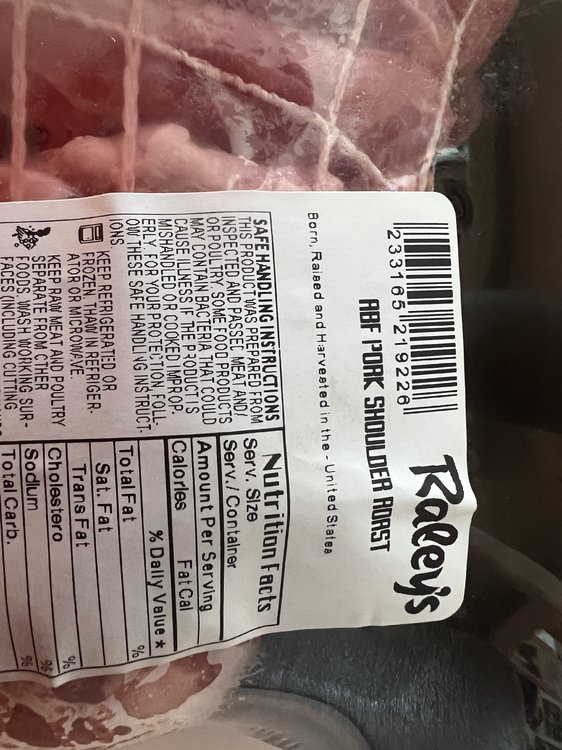 Raley's
233165 219226
ABF PORK SHOULDER ROAST
Born, Raised and Harvested in the - United States
SAFE HANDLING INSTRUCTIONS
THIS PRODUCT WAS PREPARED FROM
INSPECTED AND PASSED MEAT AND/
OR POULTRY. SOME FOOD PRODUCTS
MAY CONTAIN BACTERIA THAT COULD
CAUSE ILLNESS IF THE PRODUCT IS
MISHANDLED OR COOKED IMPROP-
ERLY. FOR YOUR PROTECTION, FOLL-
OW THESE SAFE HANDLING INSTRUCT-
IONS
KEEP REFRIGERATED OR
FROZEN. THAW IN REFRIGER-
ATOR OR MICROWAVE.
KEEP RAW MEAT AND POULTRY
SEPARATE FROM OTHER
FOODS. WASH WORKING SUR-
FACES (INCLUDING CUTTING
Nutrition Facts
Serv. Size
Serv. / Container
Amount Per Serving
Calories Fat Cal
% Daily Value *
Total Fat %
Sat. Fat
Trans Fat %
Cholestero %
Sodium %
Total Carb.